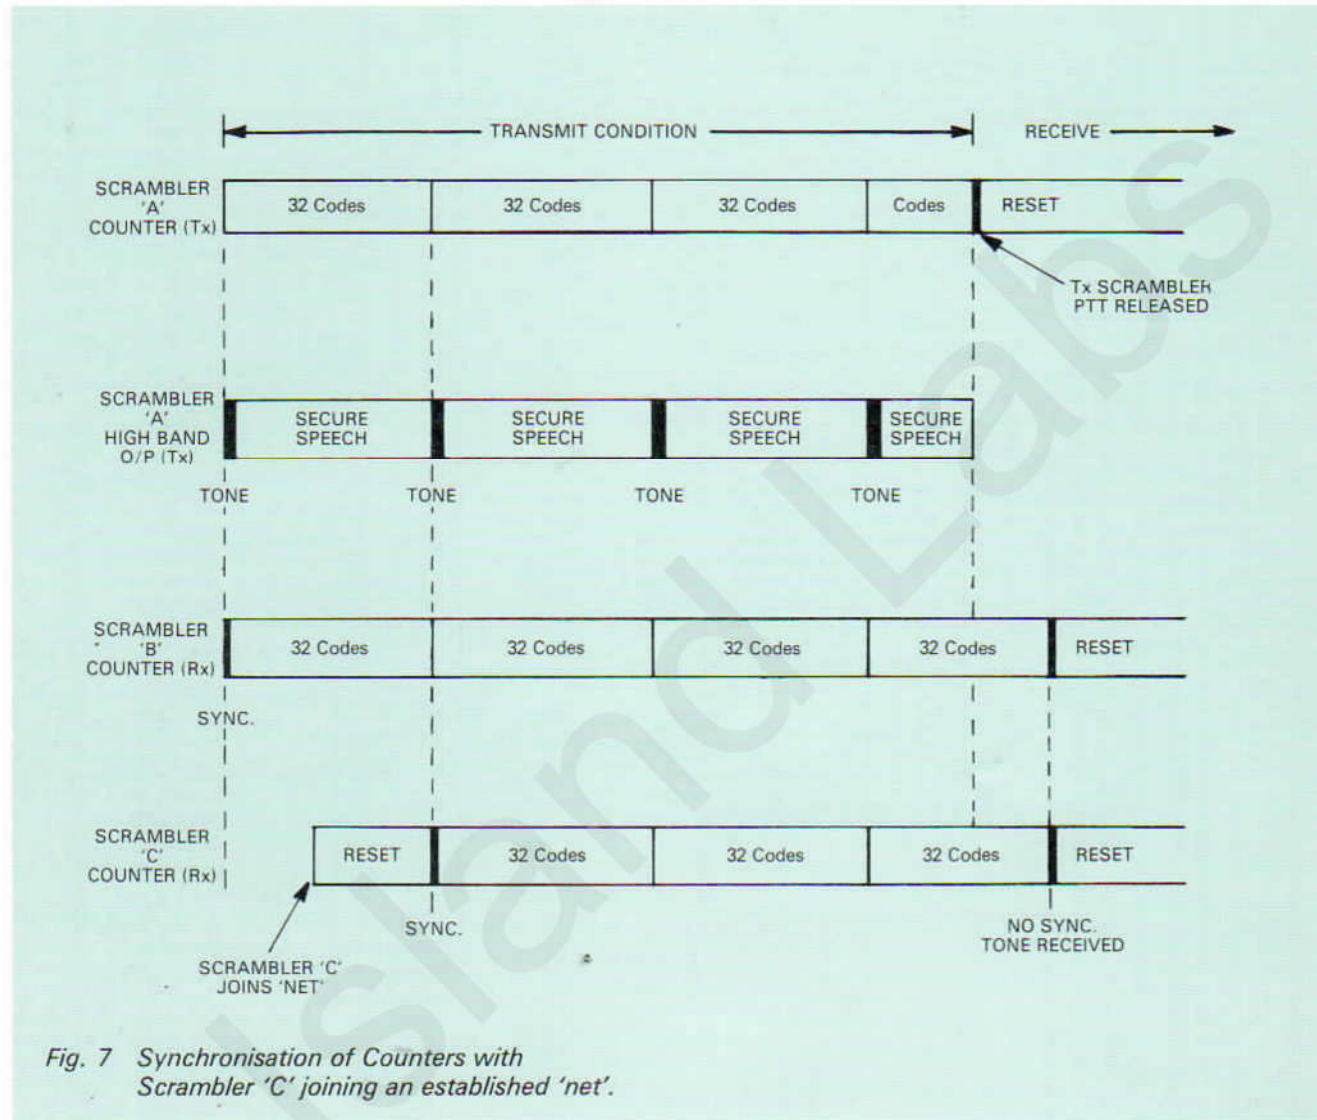 TRANSMIT CONDITION
RECEIVE
SCRAMBLER
'A'
COUNTER (Tx)
32 Codes
32 Codes
32 Codes
Codes
RESET
Tx SCRAMBLER
PTT RELEASED
SCRAMBLER
'A'
HIGH BAND
O/P (Tx)
SECURE
SPEECH
SECURE
SPEECH
SECURE
SPEECH
SECURE
SPEECH
TONE
TONE
TONE
TONE
SCRAMBLER
'B'
COUNTER (Rx)
32 Codes
32 Codes
32 Codes
32 Codes
RESET
SYNC.
SCRAMBLER
'C'
COUNTER (Rx)
RESET
32 Codes
32 Codes
32 Codes
RESET
SYNC.
NO SYNC.
TONE RECEIVED
SCRAMBLER 'C'
JOINS 'NET'
Fig. 7 Synchronisation of Counters with
Scrambler 'C' joining an established 'net'.
Island Labs